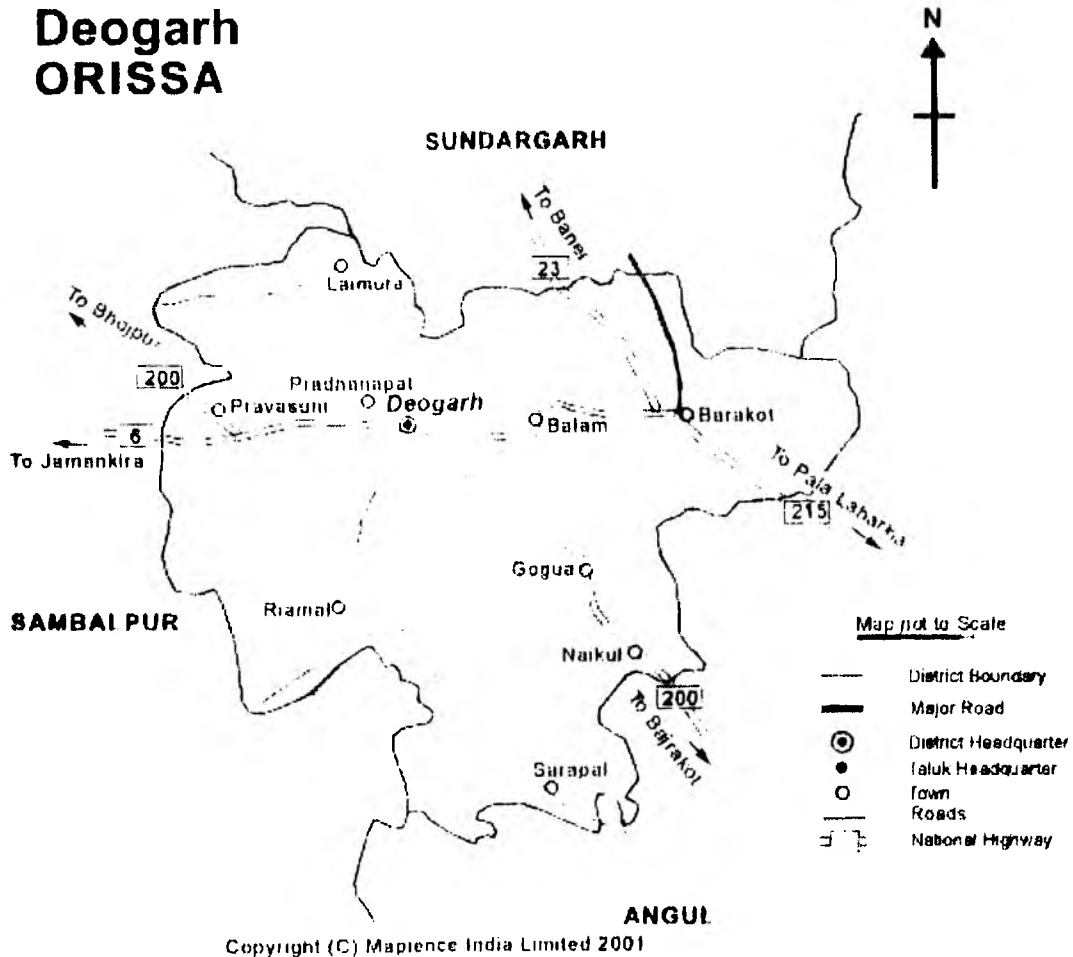 Deogarh
ORISSA
N
SUNDARGARH
To Banei
23
Laimura
To Bhojpur
200
Pradhanapat
Pravasuni
Deogarh
Balam
Barakot
6
To Jamankira
To Pala Laharha
215
Gogua
Riamal
SAMBALPUR
Map not to Scale
Naikul
200
To Bajrakot
District Boundary
Major Road
District Headquarter
Taluk Headquarter
Town
Roads
National Highway
Sarapal
ANGUL
Copyright (C) Mapience India Limited 2001